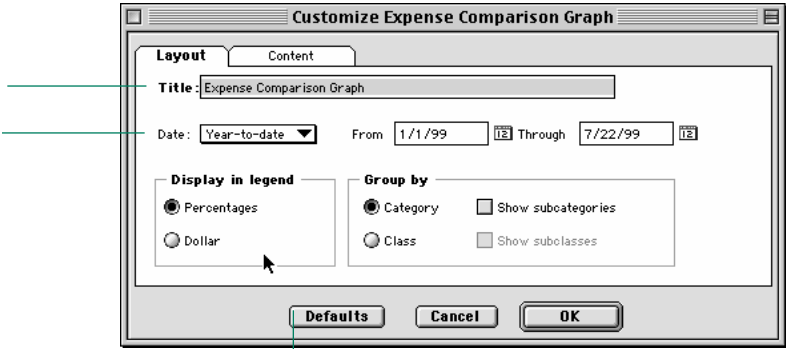 Customize Expense Comparison Graph
Layout Content
Title: Expense Comparison Graph
Date: Year-to-date From 1/1/99 12 Through 7/22/99 12
Display in legend Group by
Percentages Category Show subcategories
Dollar Class Show subclasses
Defaults Cancel OK